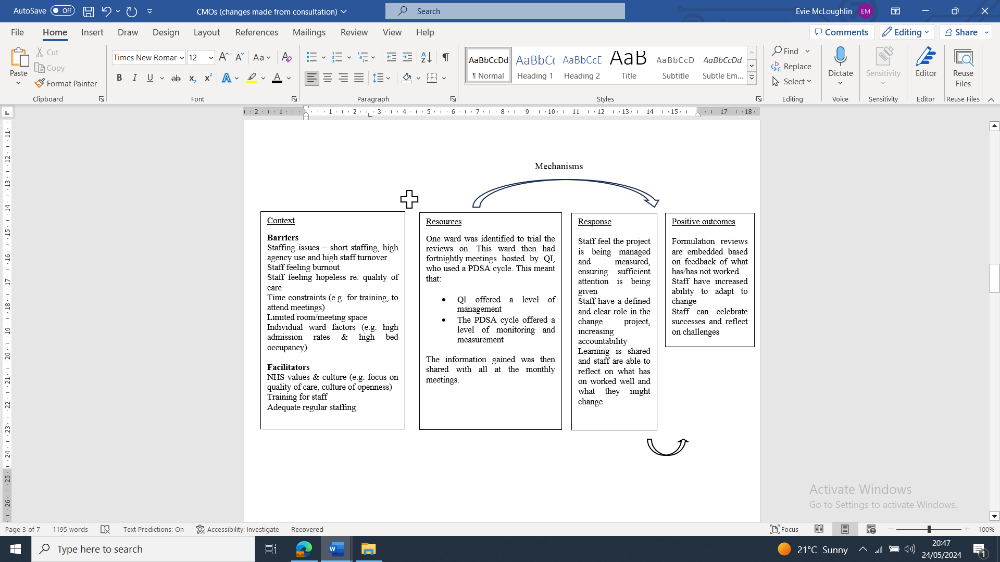 AutoSave Off CMOs (changes made from consultation) Search Evie McLoughlin EM
File Home Insert Draw Design Layout References Mailings Review View Help Comments Editing Share
Paste Cut Copy Format Painter
Times New Romar 12 Aa
AaBbCcDd AaBbCc AaBbCcD AaB AaBbCcD AaBbCcDd
¶ Normal Heading 1 Heading 2 Title Subtitle Subtle Em...
Find Replace Select
Dictate Sensitivity Editor Reuse Files
Clipboard Font Paragraph Styles Editing Voice Sensitivity Editor Reuse Files
2 1 1 2 3 4 5 6 7 8 9 10 11 12 13 14 15 17 18
11 12 13 14 15 16 17 18 19 20 21 22 23 24 25 26
Mechanisms
Context
Barriers
Staffing issues – short staffing, high
agency use and high staff turnover
Staff feeling burnout
Staff feeling hopeless re. quality of
care
Time constraints (e.g. for training, to
attend meetings)
Limited room/meeting space
Individual ward factors (e.g. high
admission rates & high bed
occupancy)
Facilitators
NHS values & culture (e.g. focus on
quality of care, culture of openness)
Training for staff
Adequate regular staffing
Resources
One ward was identified to trial the
reviews on. This ward then had
fortnightly meetings hosted by QI,
who used a PDSA cycle. This meant
that:
• QI offered a level of
management
• The PDSA cycle offered a
level of monitoring and
measurement
The information gained was then
shared with all at the monthly
meetings.
Response
Staff feel the project
is being managed
and measured,
ensuring sufficient
attention is being
given
Staff have a defined
and clear role in the
change project,
increasing
accountability
Learning is shared
and staff are able to
reflect on what has
on worked well and
what they might
change
Positive outcomes
Formulation reviews
are embedded based
on feedback of what
has/has not worked
Staff have increased
ability to adapt to
change
Staff can celebrate
successes and reflect
on challenges
Activate Windows
Go to Settings to activate Windows.
Page 3 of 7 1195 words Text Predictions: On Accessibility: Investigate Recovered Focus 100%
Type here to search 21°C Sunny 20:47
24/05/2024 1